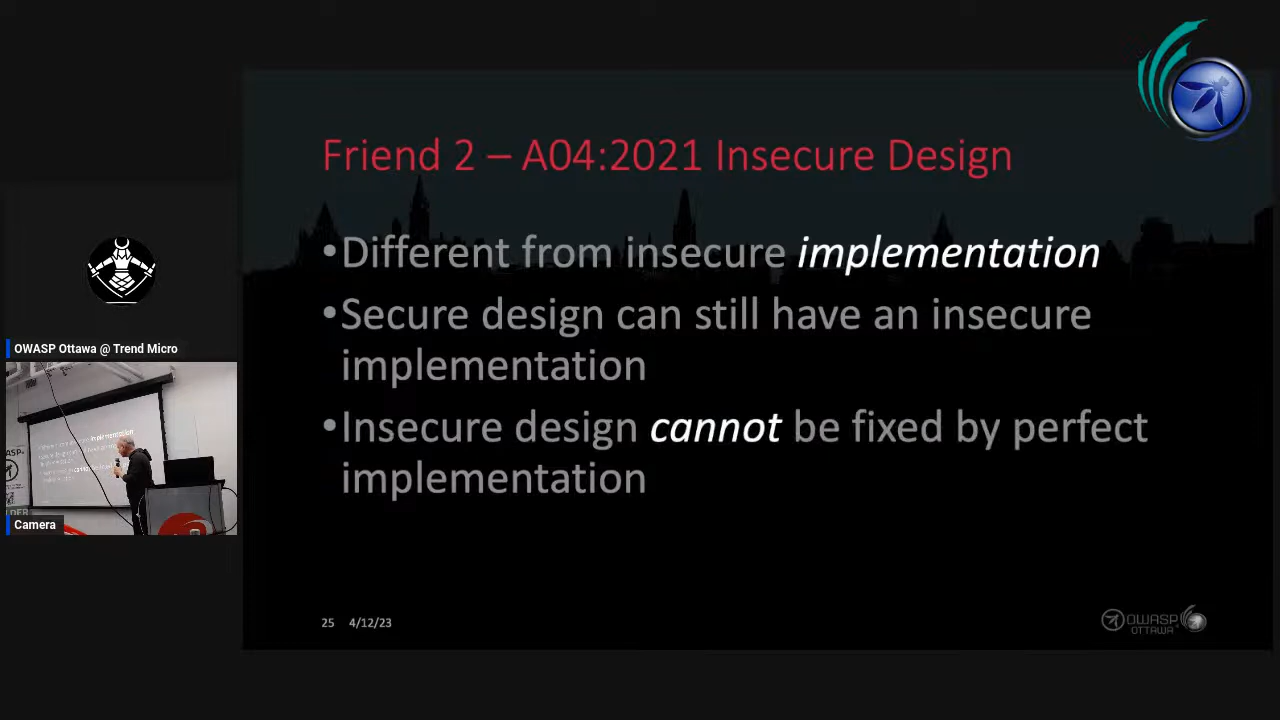 Friend 2 – A04:2021 Insecure Design
•Different from insecure implementation
•Secure design can still have an insecure
implementation
•Insecure design cannot be fixed by perfect
implementation
OWASP Ottawa @ Trend Micro
Camera
25 4/12/23
OWASP
OTTAWA